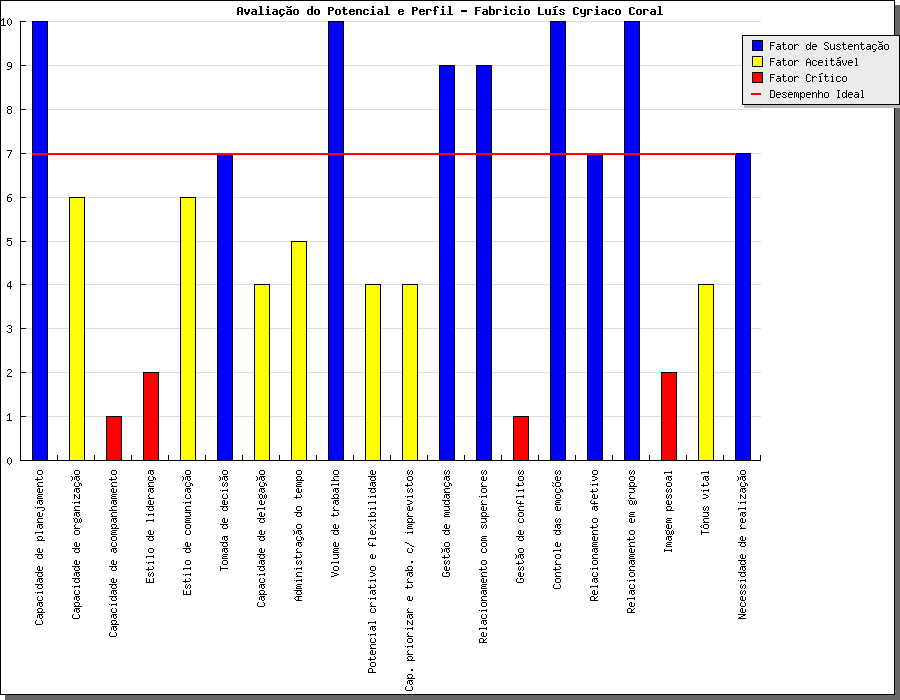 Avaliação do Potencial e Perfil - Fabricio Luís Cyriaco Coral
Fator de Sustentação
Fator Aceitável
Fator Crítico
Desempenho Ideal
10
9
8
7
6
5
4
3
2
1
0
Capacidade de planejamento
Capacidade de organização
Capacidade de acompanhamento
Estilo de liderança
Estilo de comunicação
Tomada de decisão
Capacidade de delegação
Administração do tempo
Volume de trabalho
Potencial criativo e flexibilidade
Cap. priorizar e trab. c/ imprevistos
Gestão de mudanças
Relacionamento com superiores
Gestão de conflitos
Controle das emoções
Relacionamento afetivo
Relacionamento em grupos
Imagem pessoal
Tônus vital
Necessidade de realização